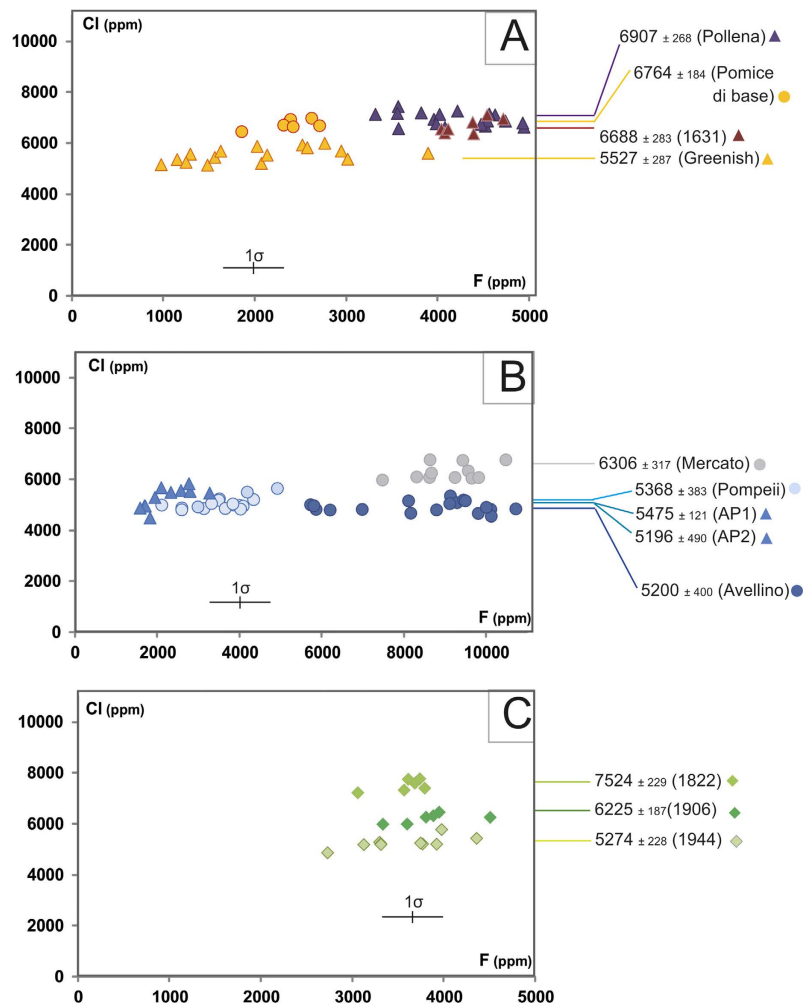 Cl (ppm)
A
10000
8000
6000
4000
2000
0
1σ
F (ppm)
0 1000 2000 3000 4000 5000
6907 ± 268 (Pollena)
6764 ± 184 (Pomice
di base)
6688 ± 283 (1631)
5527 ± 287 (Greenish)
Cl (ppm)
B
10000
8000
6000
4000
2000
0
1σ
F (ppm)
0 2000 4000 6000 8000 10000
6306 ± 317 (Mercato)
5368 ± 383 (Pompeii)
5475 ± 121 (AP1)
5196 ± 490 (AP2)
5200 ± 400 (Avellino)
Cl (ppm)
C
10000
8000
6000
4000
2000
0
1σ
F (ppm)
0 1000 2000 3000 4000 5000
7524 ± 229 (1822)
6225 ± 187(1906)
5274 ± 228 (1944)